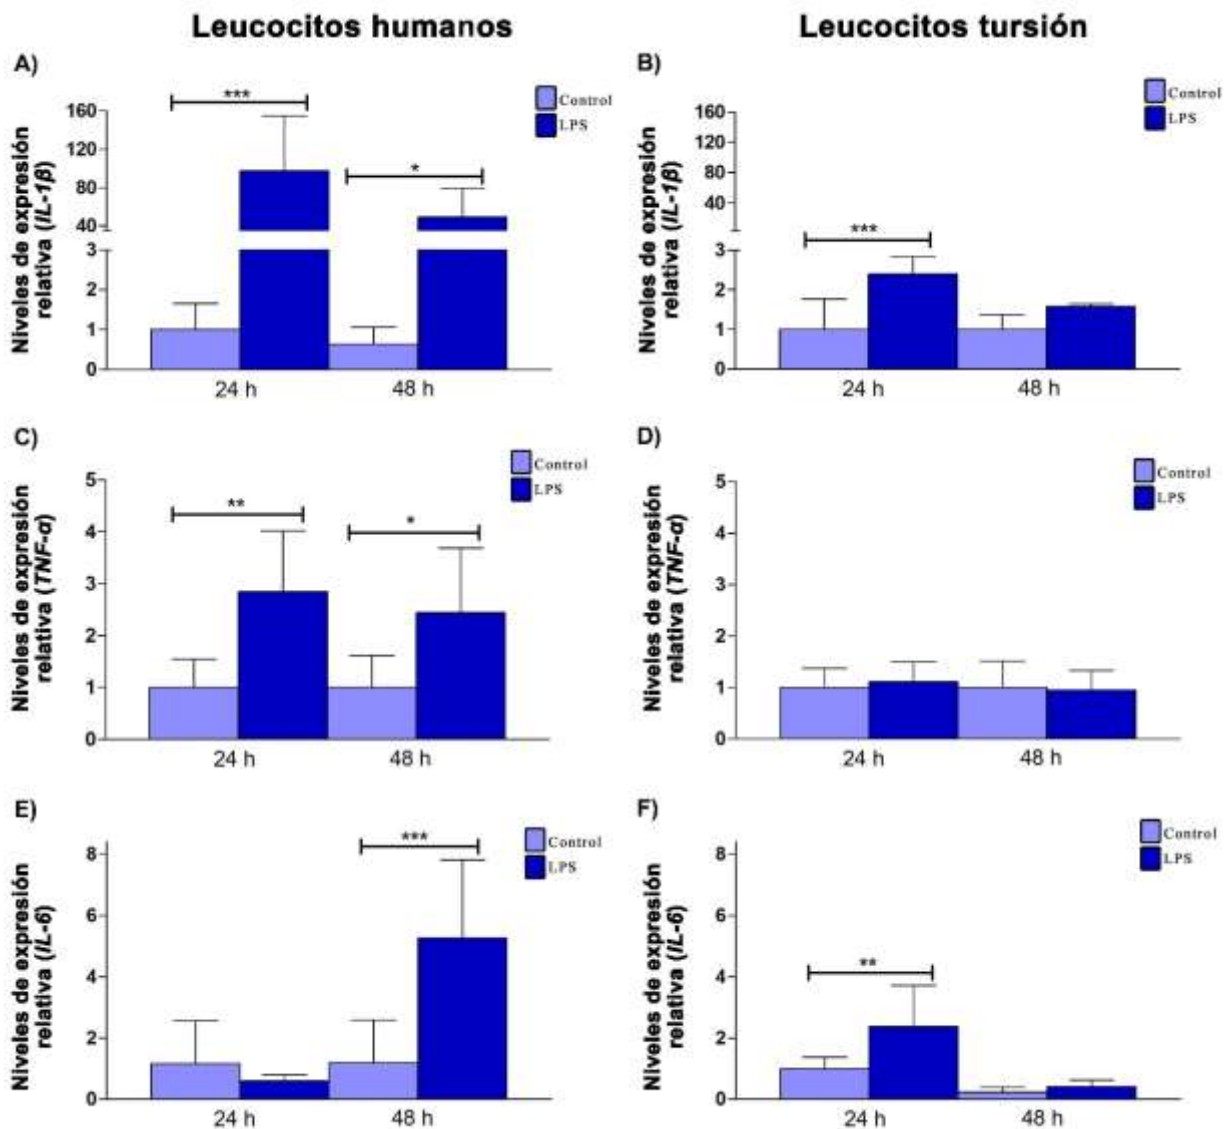 Leucocitos humanos
Leucocitos tursión
A)
Niveles de expresión
relativa (IL-1β)
160
120
80
40
3
2
1
0
***
*
Control
LPS
24 h
48 h
B)
Niveles de expresión
relativa (IL-1β)
160
120
80
40
3
2
1
0
***
Control
LPS
24 h
48 h
C)
Niveles de expresión
relativa (TNF-α)
5
4
3
2
1
0
**
*
Control
LPS
24 h
48 h
D)
Niveles de expresión
relativa (TNF-α)
5
4
3
2
1
0
Control
LPS
24 h
48 h
E)
Niveles de expresión
relativa (IL-6)
8
6
4
2
0
***
Control
LPS
24 h
48 h
F)
Niveles de expresión
relativa (IL-6)
8
6
4
2
0
**
Control
LPS
24 h
48 h